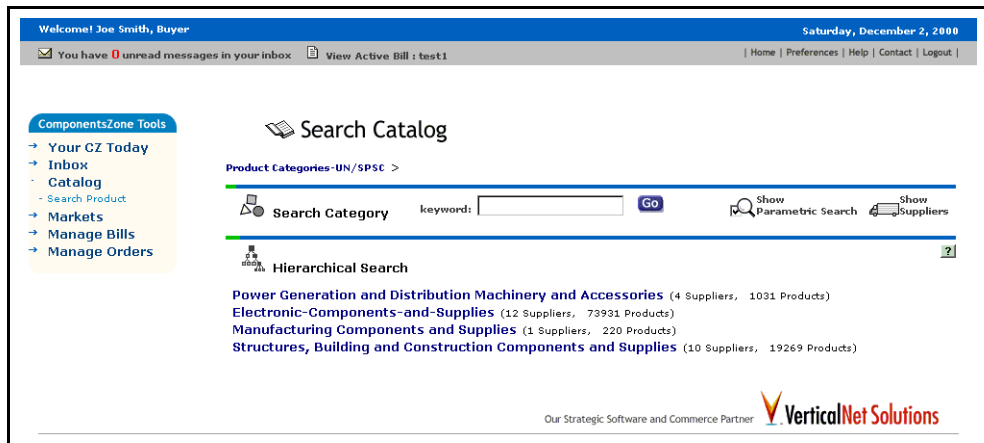 Welcome! Joe Smith, Buyer
Saturday, December 2, 2000
You have 0 unread messages in your inbox View Active Bill : test1
| Home | Preferences | Help | Contact | Logout |
ComponentsZone Tools
→ Your CZ Today
→ Inbox
· Catalog
- Search Product
→ Markets
→ Manage Bills
→ Manage Orders
Search Catalog
Product Categories-UN/SPSC >
Search Category keyword: Go Show Parametric Search Show Suppliers
Hierarchical Search ?
Power Generation and Distribution Machinery and Accessories (4 Suppliers, 1031 Products)
Electronic-Components-and-Supplies (12 Suppliers, 73931 Products)
Manufacturing Components and Supplies (1 Suppliers, 220 Products)
Structures, Building and Construction Components and Supplies (10 Suppliers, 19269 Products)
Our Strategic Software and Commerce Partner VerticalNet Solutions